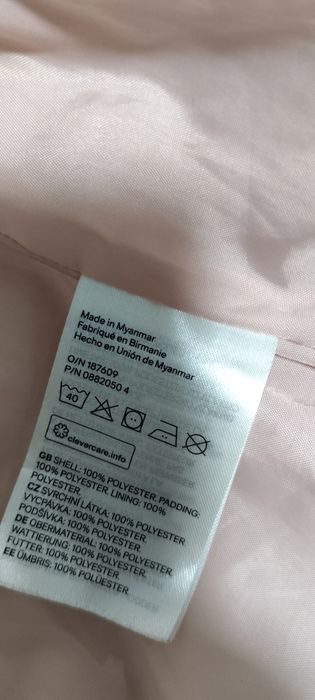 Made in Myanmar
Fabriqué en Birmanie
Hecho en Unión de Myanmar
O/N 187609
P/N 0882050 4
40
clevercare.info
GB SHELL: 100% POLYESTER. PADDING:
100% POLYESTER. LINING: 100%
POLYESTER.
CZ SVRCHNÍ LÁTKA: 100% POLYESTER.
VYCPÁVKA: 100% POLYESTER.
PODŠÍVKA: 100% POLYESTER.
DE OBERMATERIAL: 100% POLYESTER.
WATTIERUNG: 100% POLYESTER.
FUTTER: 100% POLYESTER.
EE ÜMBRIS: 100% POLÜESTER.